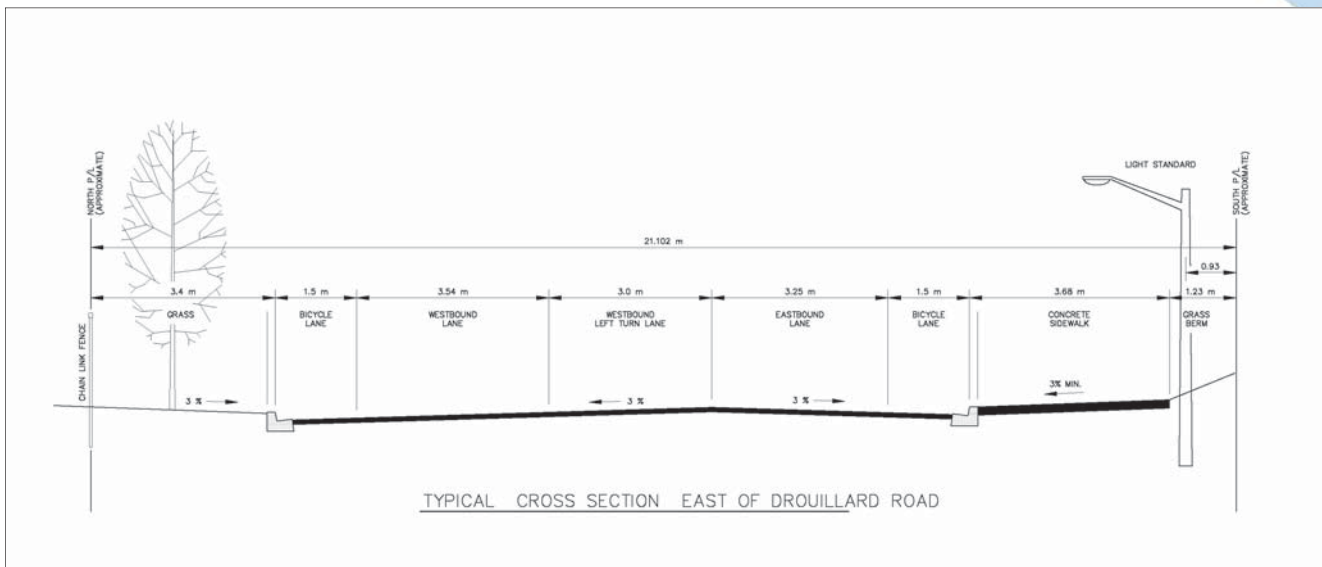 NORTH P/L
(APPROXIMATE)
LIGHT STANDARD
SOUTH P/L
(APPROXIMATE)
21.102 m
0.93
3.4 m
1.5 m
3.54 m
3.0 m
3.25 m
1.5 m
3.68 m
1.23 m
GRASS
BICYCLE
LANE
WESTBOUND
LANE
WESTBOUND
LEFT TURN LANE
EASTBOUND
LANE
BICYCLE
LANE
CONCRETE
SIDEWALK
GRASS
BERM
CHAIN LINK FENCE
3 %
3 %
3 %
3% MIN.
TYPICAL CROSS SECTION EAST OF DROUILLARD ROAD